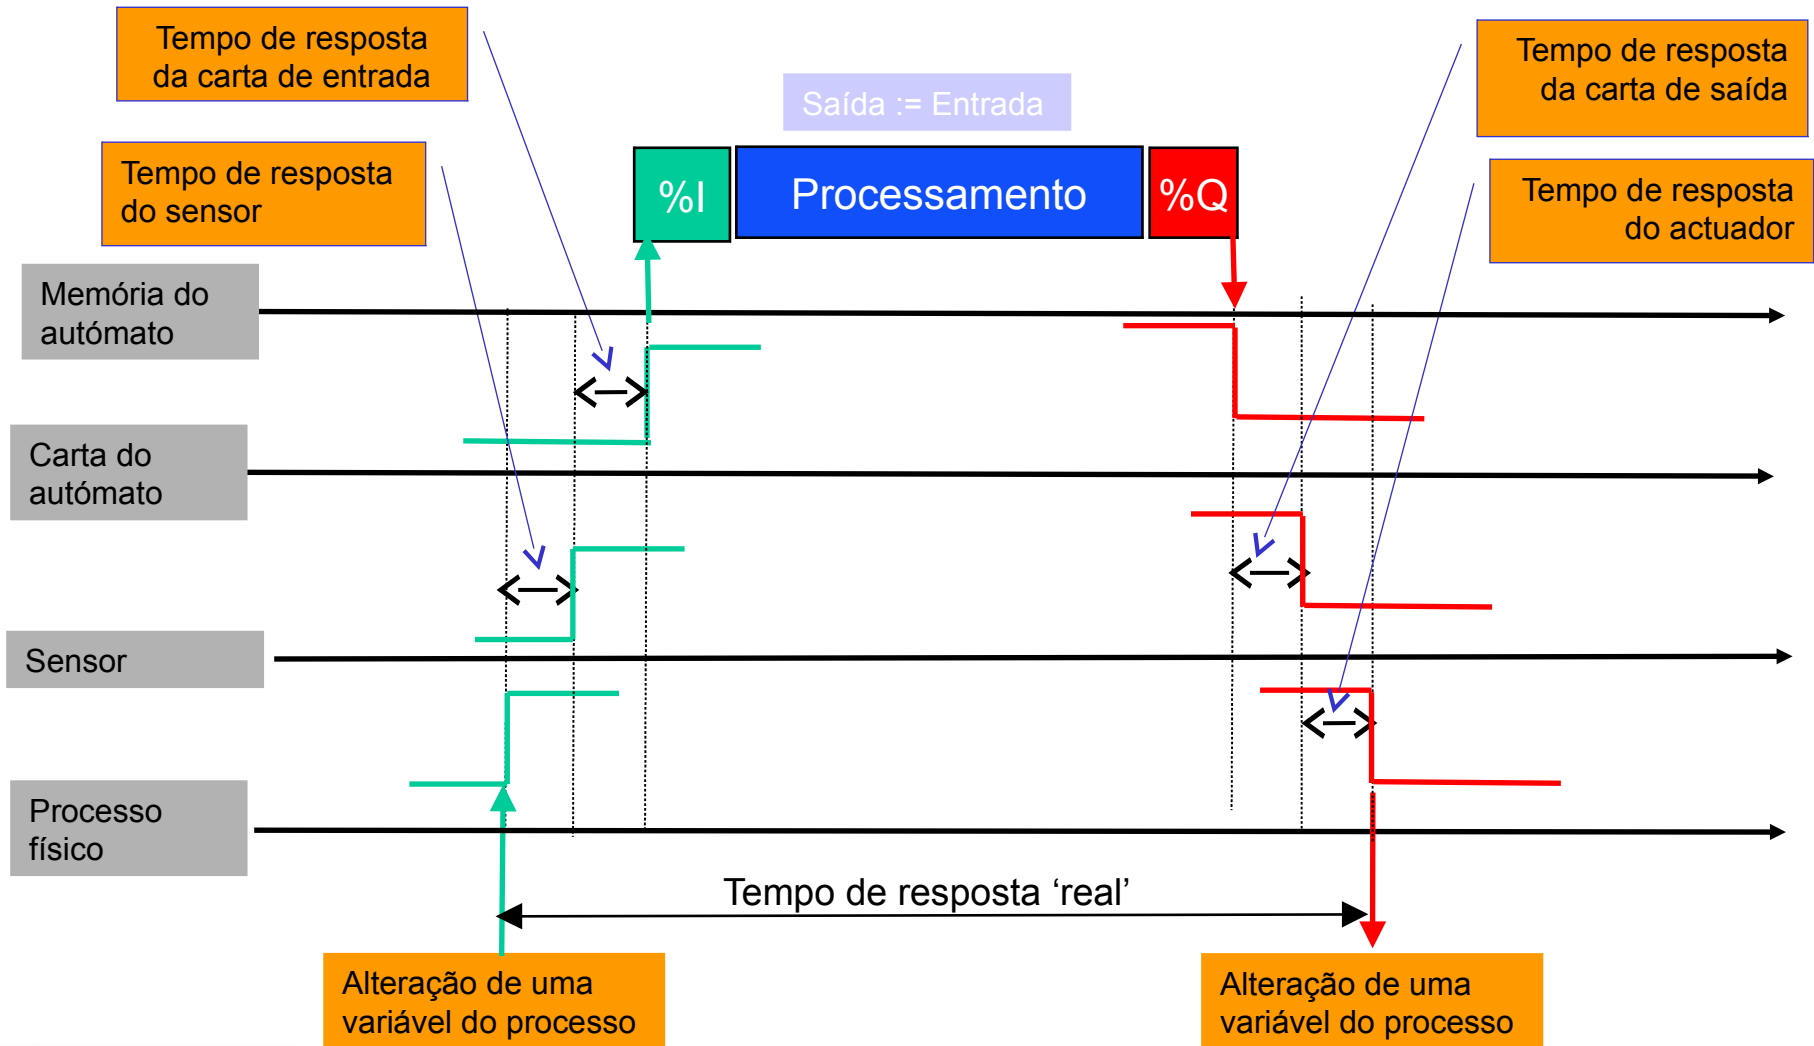 Tempo de resposta
da carta de entrada
Tempo de resposta
da carta de saída
Saída := Entrada
Tempo de resposta
do sensor
%I
Processamento
%Q
Tempo de resposta
do actuador
Memória do
autómato
Carta do
autómato
Sensor
Processo
físico
Tempo de resposta ‘real’
Alteração de uma
variável do processo
Alteração de uma
variável do processo